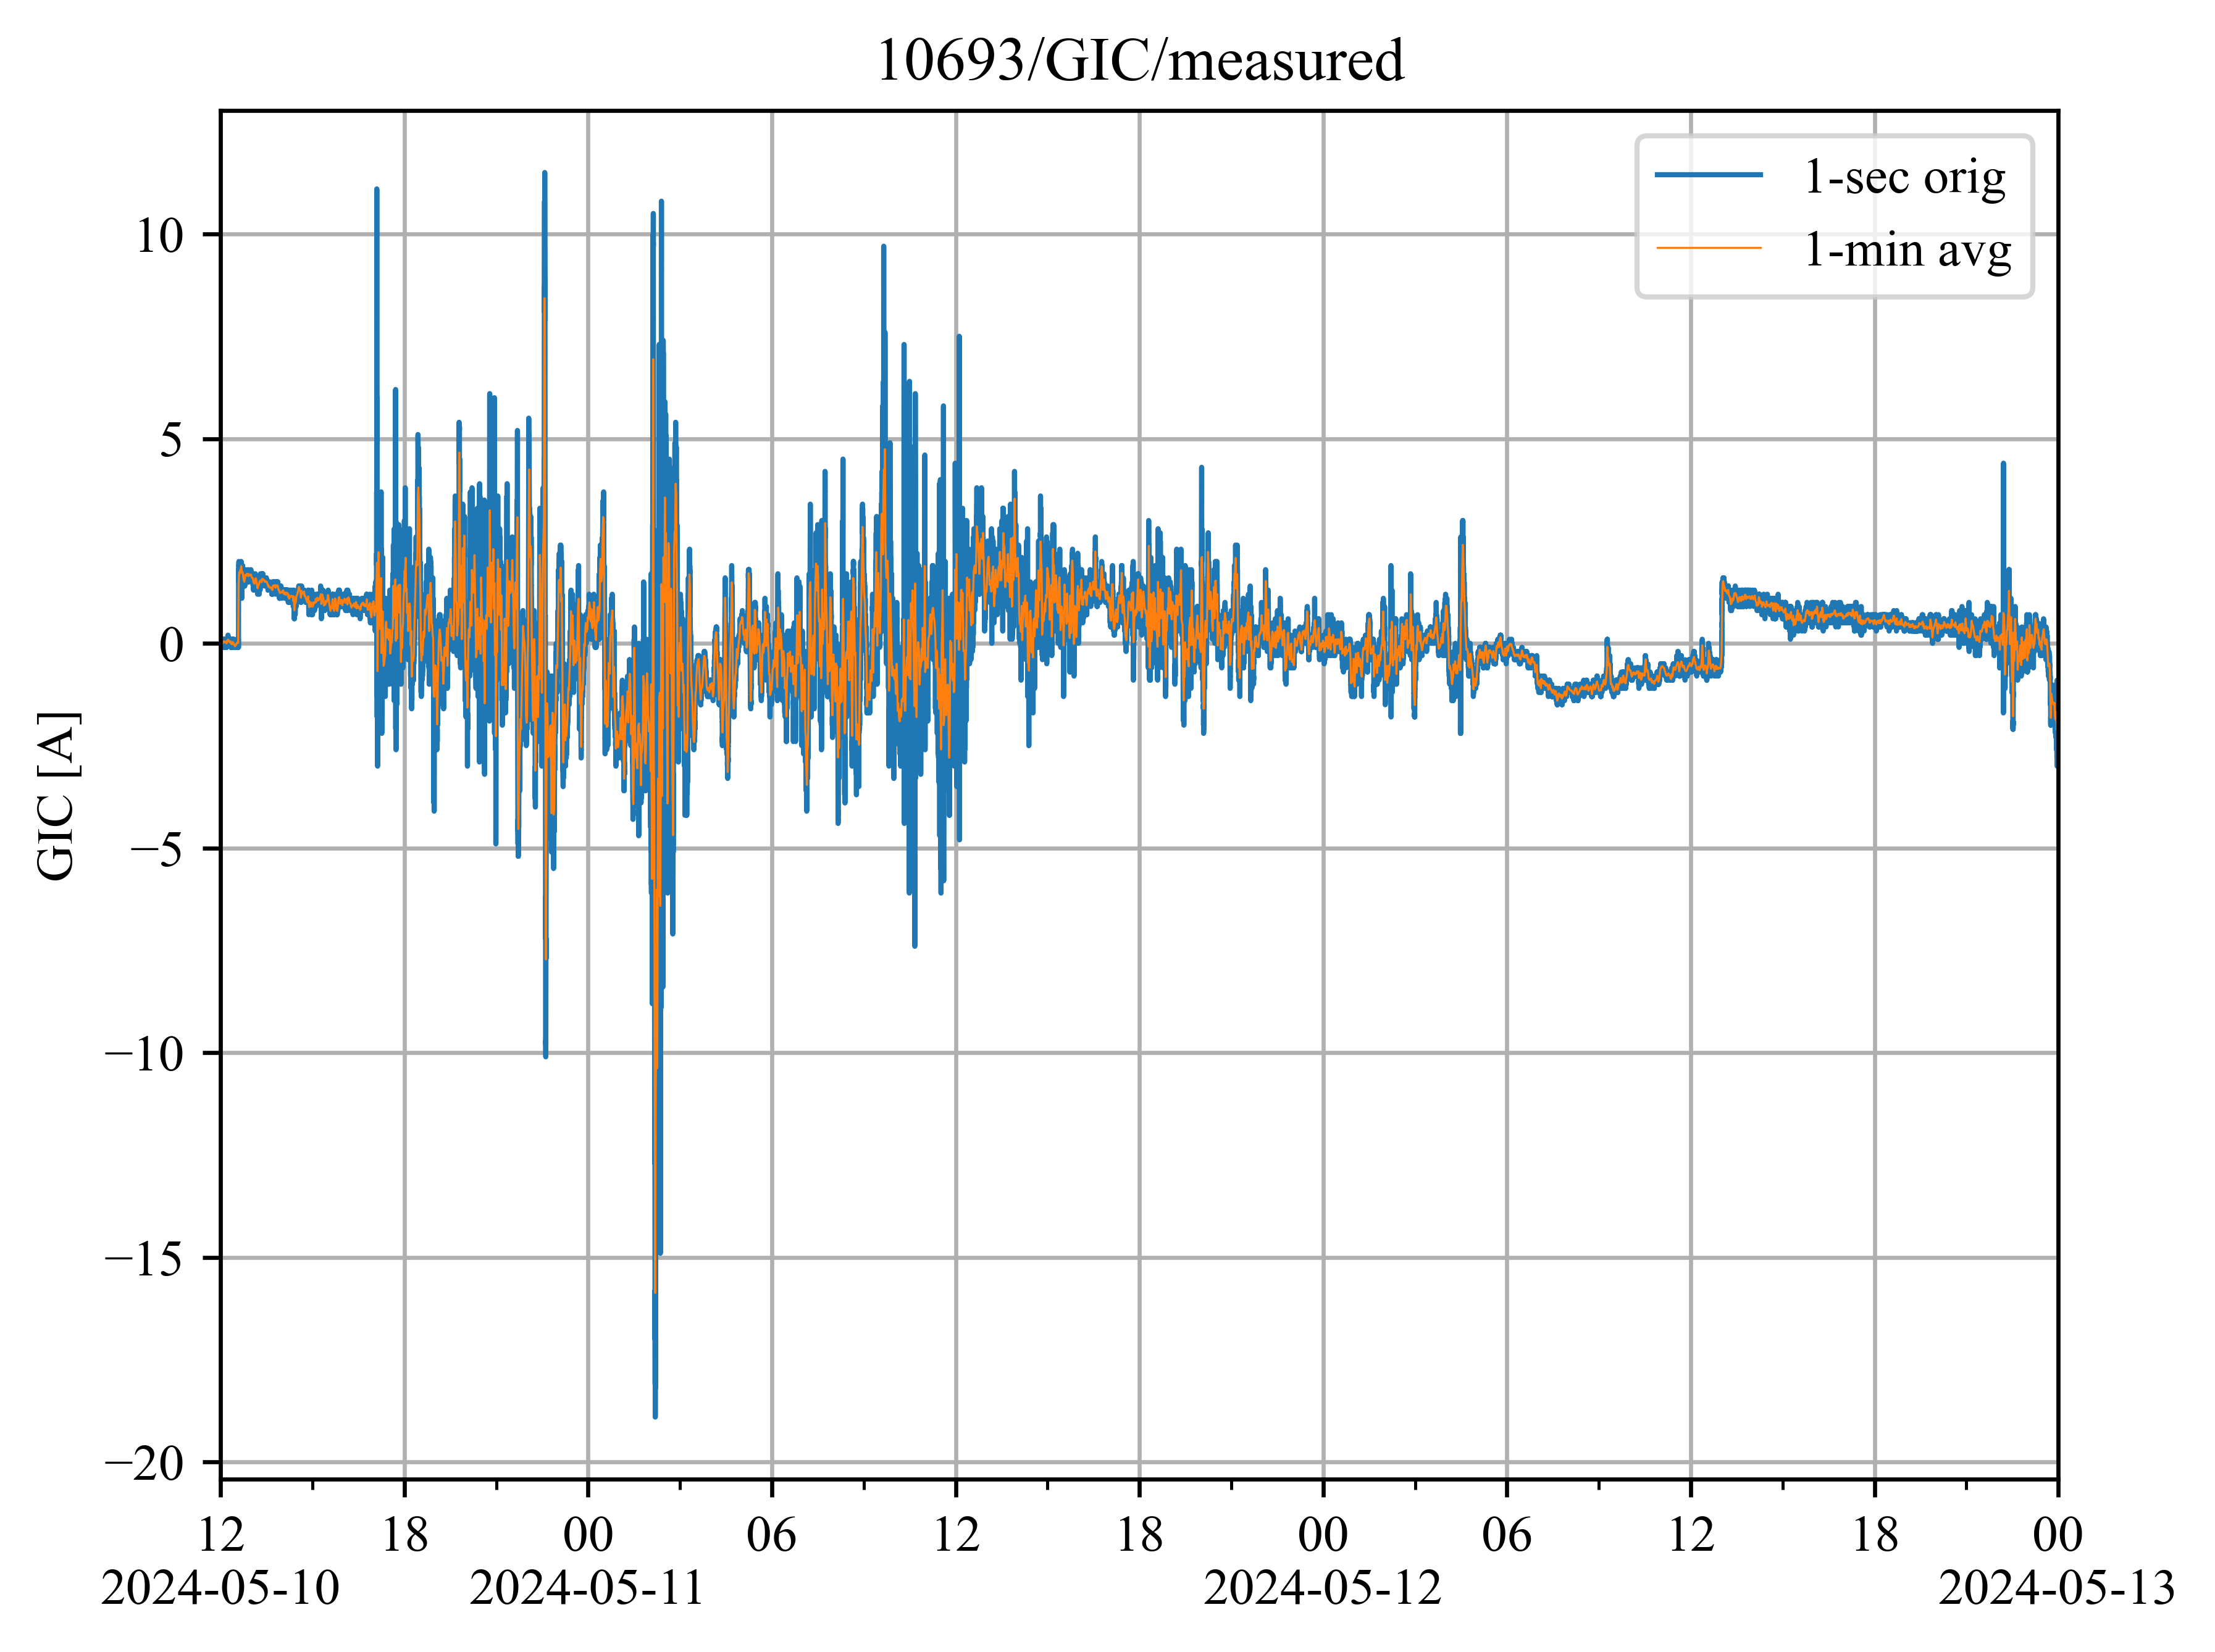 10693/GIC/measured
1-sec orig
1-min avg
GIC [A]
10
5
0
−5
−10
−15
−20
12 18 00 06 12 18 00 06 12 18 00
2024-05-10 2024-05-11 2024-05-12 2024-05-13